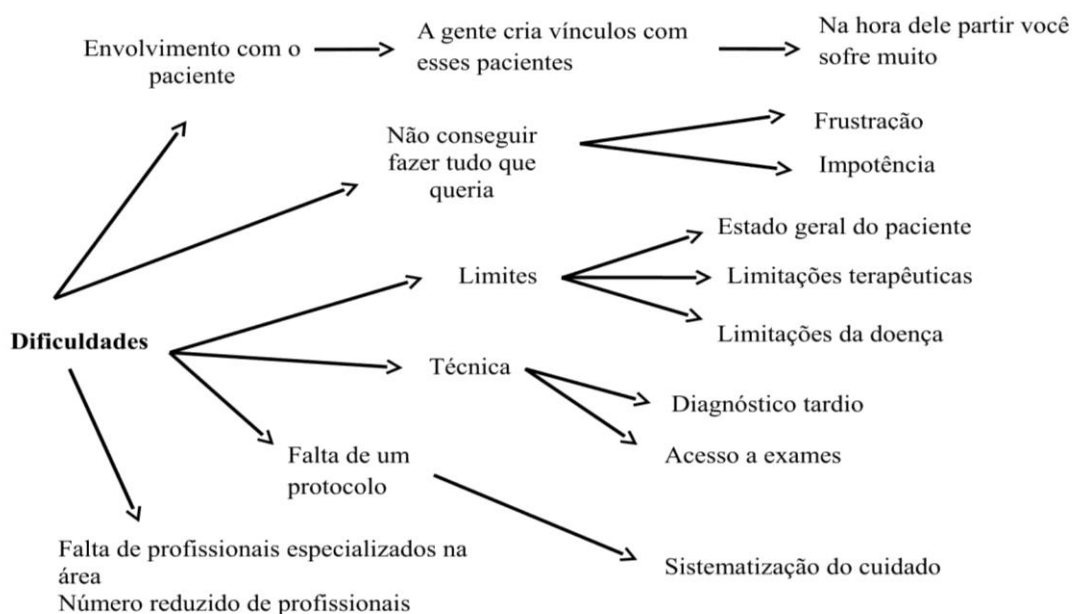 Envolvimento com o
paciente
A gente cria vínculos com
esses pacientes
Na hora dele partir você
sofre muito
Não conseguir
fazer tudo que
queria
Frustração
Impotência
Limites
Estado geral do paciente
Limitações terapêuticas
Limitações da doença
Dificuldades
Técnica
Diagnóstico tardio
Acesso a exames
Falta de um
protocolo
Sistematização do cuidado
Falta de profissionais especializados na
área
Número reduzido de profissionais